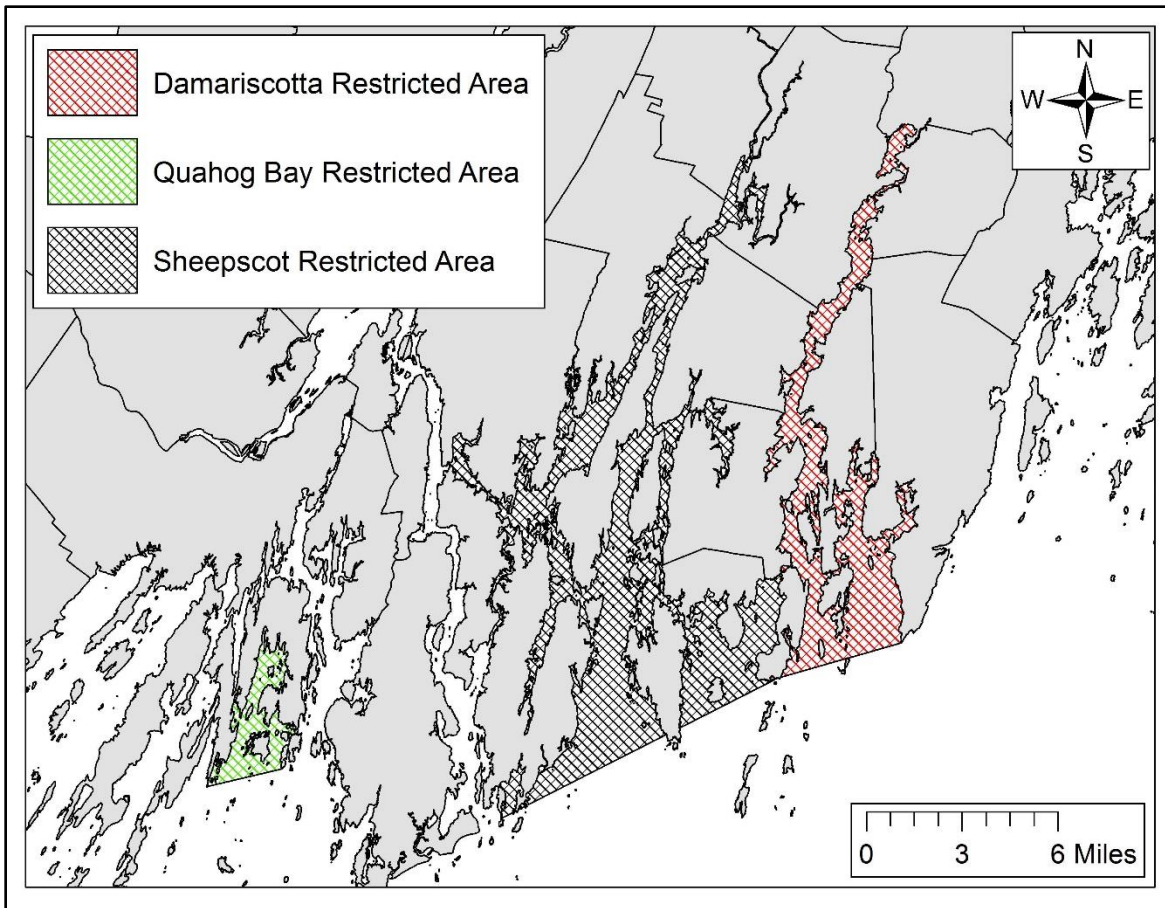 Damariscotta Restricted Area
Quahog Bay Restricted Area
Sheepscot Restricted Area
N
W E
S
0 3 6 Miles